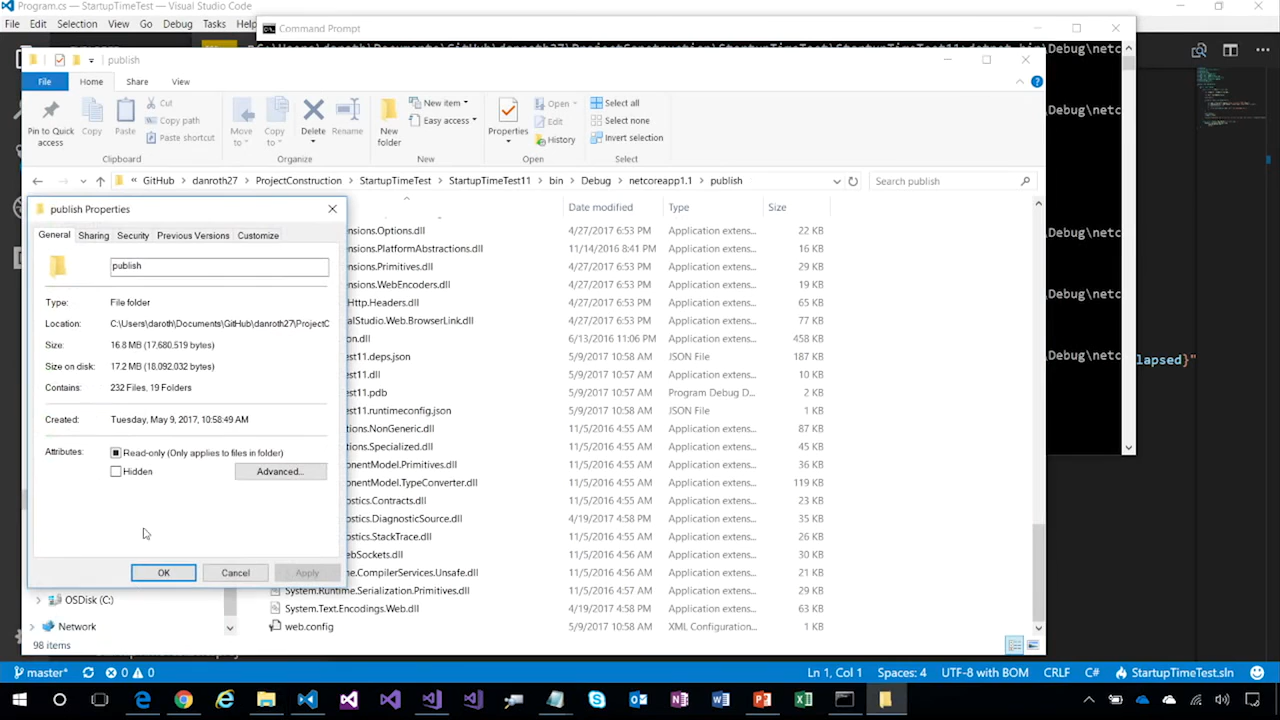 Program.cs — StartupTimeTest — Visual Studio Code
File Edit Selection View Go Debug Tasks Help
Command Prompt
publish
File Home Share View
Pin to Quick access
Copy
Paste
Cut
Copy path
Paste shortcut
Clipboard
Move to
Copy to
Delete
Rename
Organize
New folder
New item
Easy access
New
Properties
Open
Edit
History
Open
Select all
Select none
Invert selection
Select
« GitHub > danroth27 > ProjectConstruction > StartupTimeTest > StartupTimeTest11 > bin > Debug > netcoreapp1.1 > publish
Search publish
Date modified Type Size
ensions.Options.dll 4/27/2017 6:53 PM Application extens... 22 KB
ensions.PlatformAbstractions.dll 11/14/2016 8:41 PM Application extens... 16 KB
ensions.Primitives.dll 4/27/2017 6:53 PM Application extens... 29 KB
ensions.WebEncoders.dll 4/27/2017 6:53 PM Application extens... 19 KB
Http.Headers.dll 4/27/2017 6:53 PM Application extens... 65 KB
alStudio.Web.BrowserLink.dll 4/27/2017 6:53 PM Application extens... 77 KB
on.dll 6/13/2016 11:06 PM Application extens... 458 KB
est11.deps.json 5/9/2017 10:58 AM JSON File 187 KB
est11.dll 5/9/2017 10:57 AM Application extens... 10 KB
est11.pdb 5/9/2017 10:57 AM Program Debug D... 2 KB
est11.runtimeconfig.json 5/9/2017 10:58 AM JSON File 1 KB
ctions.NonGeneric.dll 11/5/2016 4:55 AM Application extens... 87 KB
ctions.Specialized.dll 11/5/2016 4:55 AM Application extens... 45 KB
ponentModel.Primitives.dll 11/5/2016 4:55 AM Application extens... 36 KB
ponentModel.TypeConverter.dll 11/5/2016 4:55 AM Application extens... 119 KB
ostics.Contracts.dll 11/5/2016 4:55 AM Application extens... 23 KB
ostics.DiagnosticSource.dll 4/19/2017 4:58 PM Application extens... 35 KB
ostics.StackTrace.dll 11/5/2016 4:55 AM Application extens... 26 KB
ebSockets.dll 11/5/2016 4:55 AM Application extens... 30 KB
e.CompilerServices.Unsafe.dll 11/5/2016 4:56 AM Application extens... 21 KB
System.Runtime.Serialization.Primitives.dll 11/5/2016 4:57 AM Application extens... 29 KB
System.Text.Encodings.Web.dll 4/19/2017 4:58 PM Application extens... 63 KB
web.config 5/9/2017 10:58 AM XML Configuration... 1 KB
publish Properties
General Sharing Security Previous Versions Customize
publish
Type: File folder
Location: C:\Users\daroth\Documents\GitHub\danroth27\ProjectC
Size: 16.8 MB (17,680,519 bytes)
Size on disk: 17.2 MB (18,092,032 bytes)
Contains: 232 Files, 19 Folders
Created: Tuesday, May 9, 2017, 10:58:49 AM
Attributes: Read-only (Only applies to files in folder)
Hidden
Advanced...
OK Cancel Apply
OSDisk (C:)
Network
98 items
\Debug\netc
\Debug\netc
\Debug\netc
\Debug\netc
\Debug\netc
lapsed}"
master* 0 0 Ln 1, Col 1 Spaces: 4 UTF-8 with BOM CRLF C# StartupTimeTest.sln